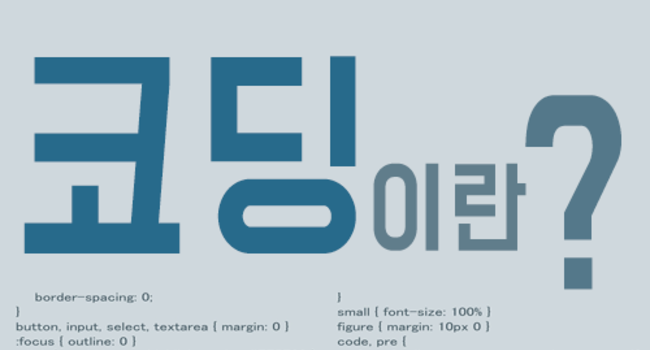 코딩이란?
border-spacing: 0;
}
button, input, select, textarea { margin: 0 }
:focus { outline: 0 }
}
small { font-size: 100% }
figure { margin: 10px 0 }
code, pre {